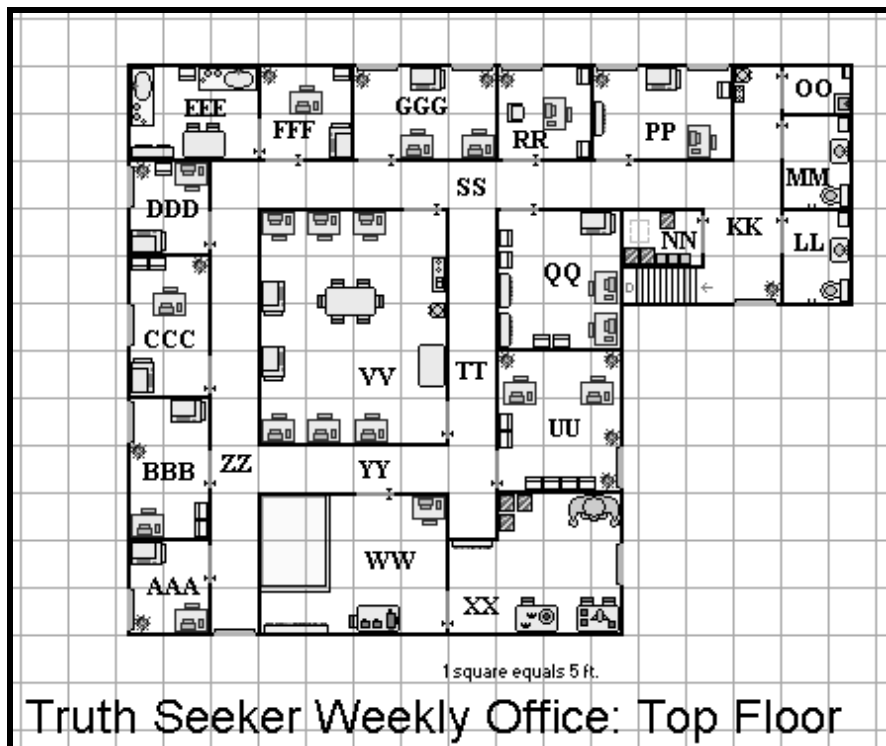 EEE FFF GGG RR PP OO
DDD SS MM
QQ NN KK LL
CCC VV TT
BBB ZZ YY UU
AAA WW XX
D
1 square equals 5 ft.
Truth Seeker Weekly Office: Top Floor